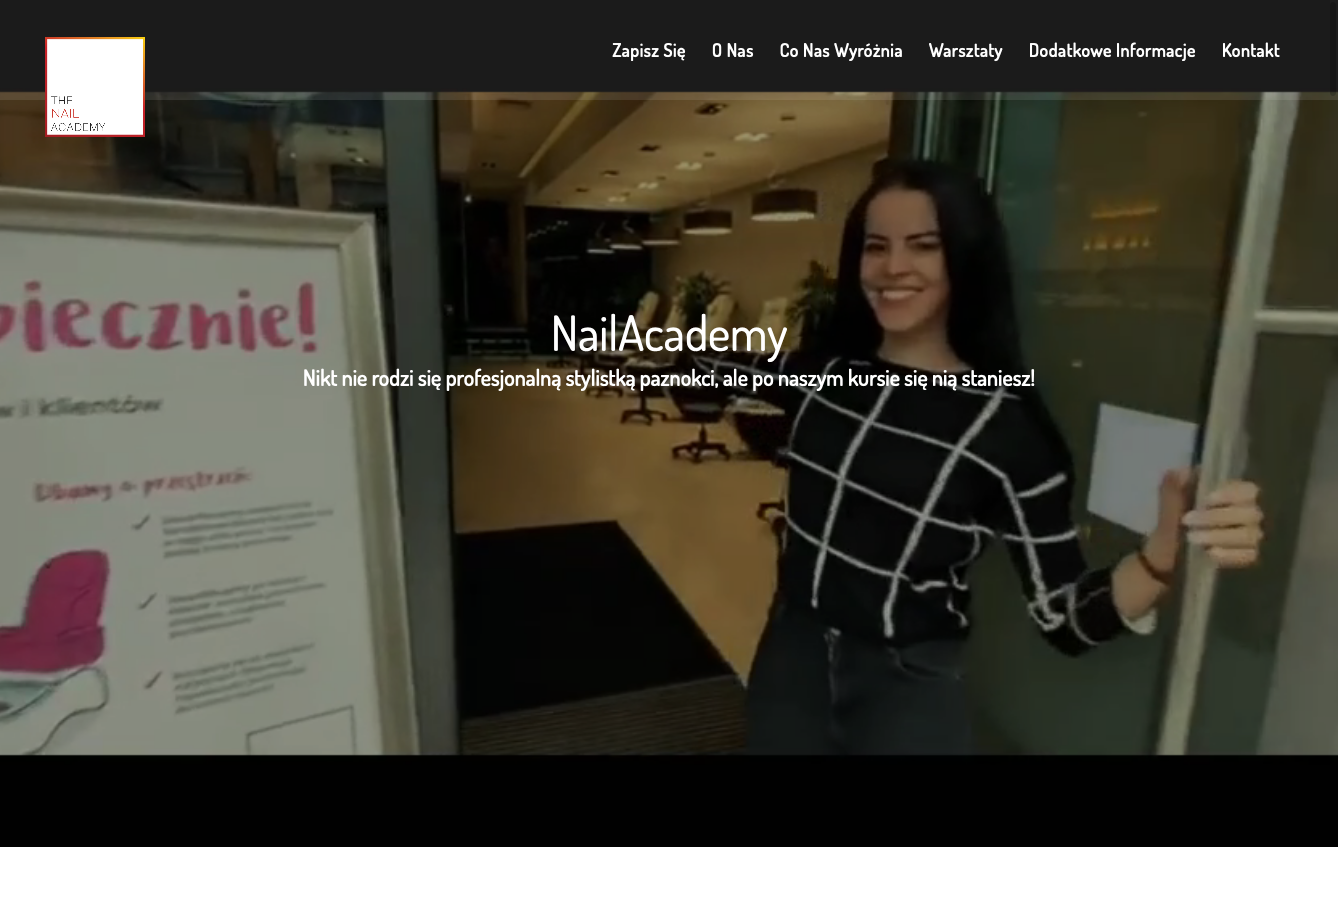 THE
NAIL
ACADEMY
Zapisz Się
O Nas
Co Nas Wyróżnia
Warsztaty
Dodatkowe Informacje
Kontakt
piecznie!
w i klientów
Dbamy o przestrzeń:
NailAcademy
Nikt nie rodzi się profesjonalną stylistką paznokci, ale po naszym kursie się nią staniesz!